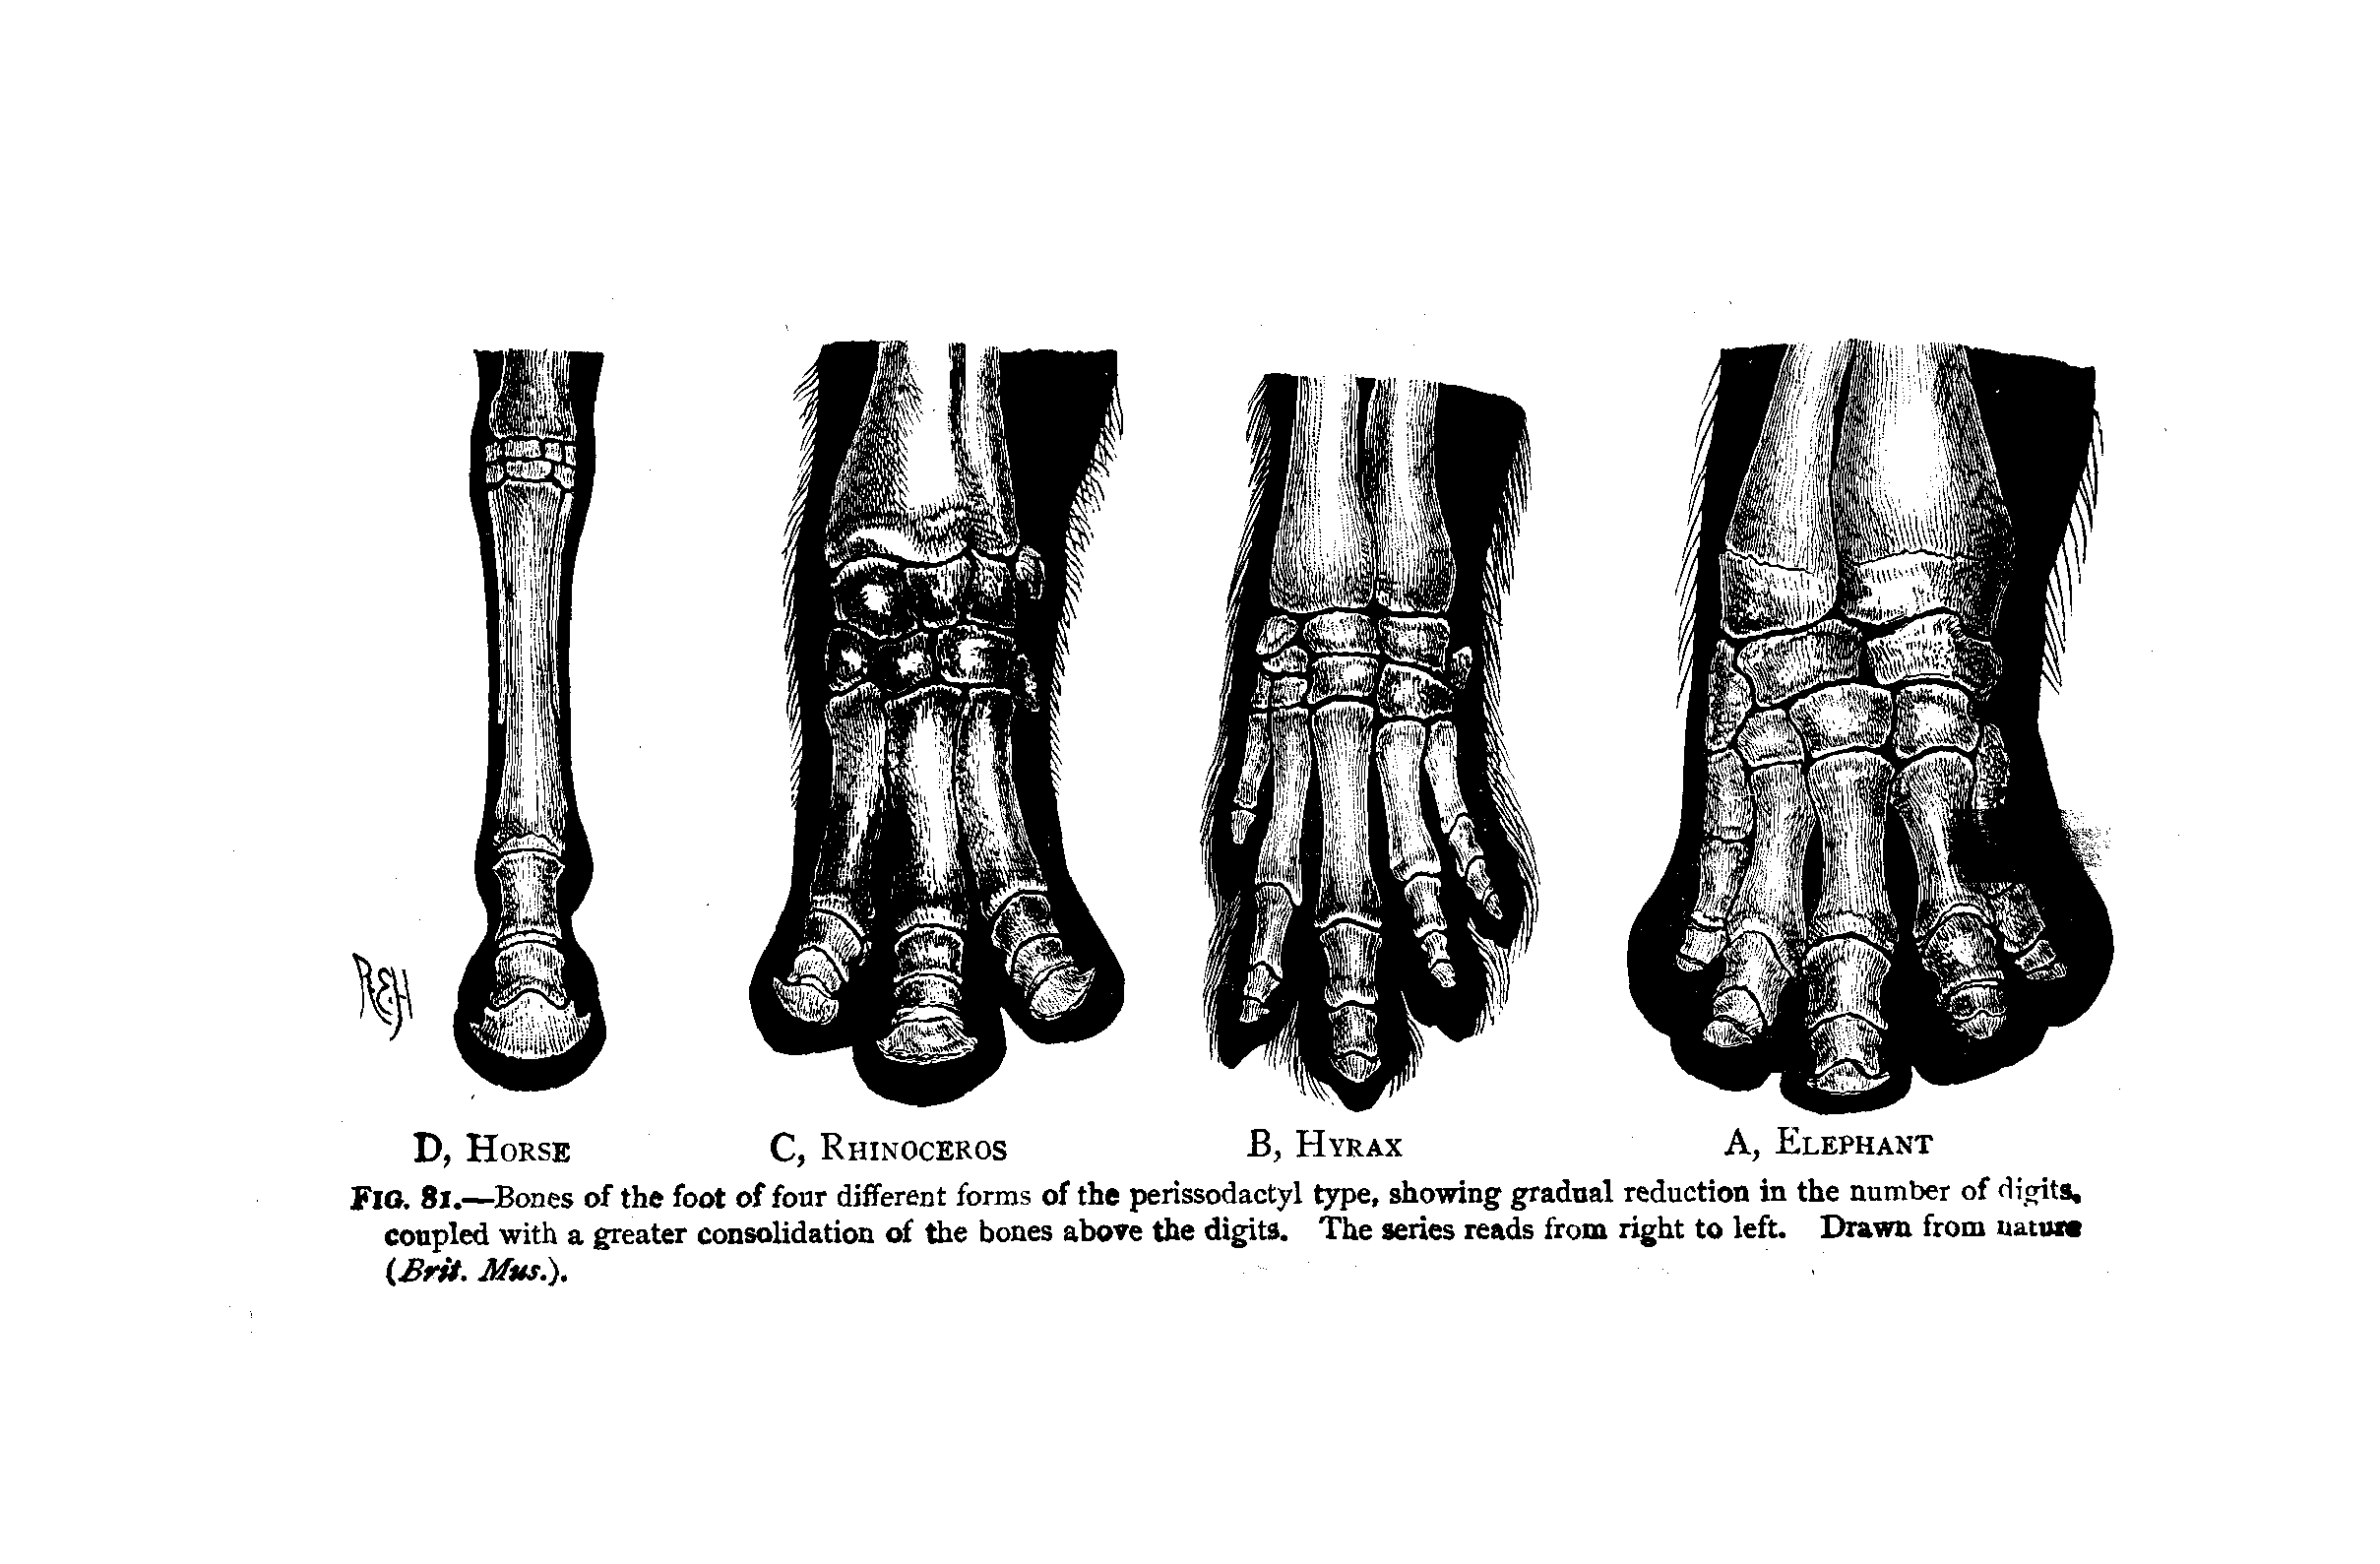 REH
D, HORSE
C, RHINOCEROS
B, HYRAX
A, ELEPHANT
FIG. 81.—Bones of the foot of four different forms of the perissodactyl type, showing gradual reduction in the number of digits,
coupled with a greater consolidation of the bones above the digits. The series reads from right to left. Drawn from nature
(Brit. Mus.).